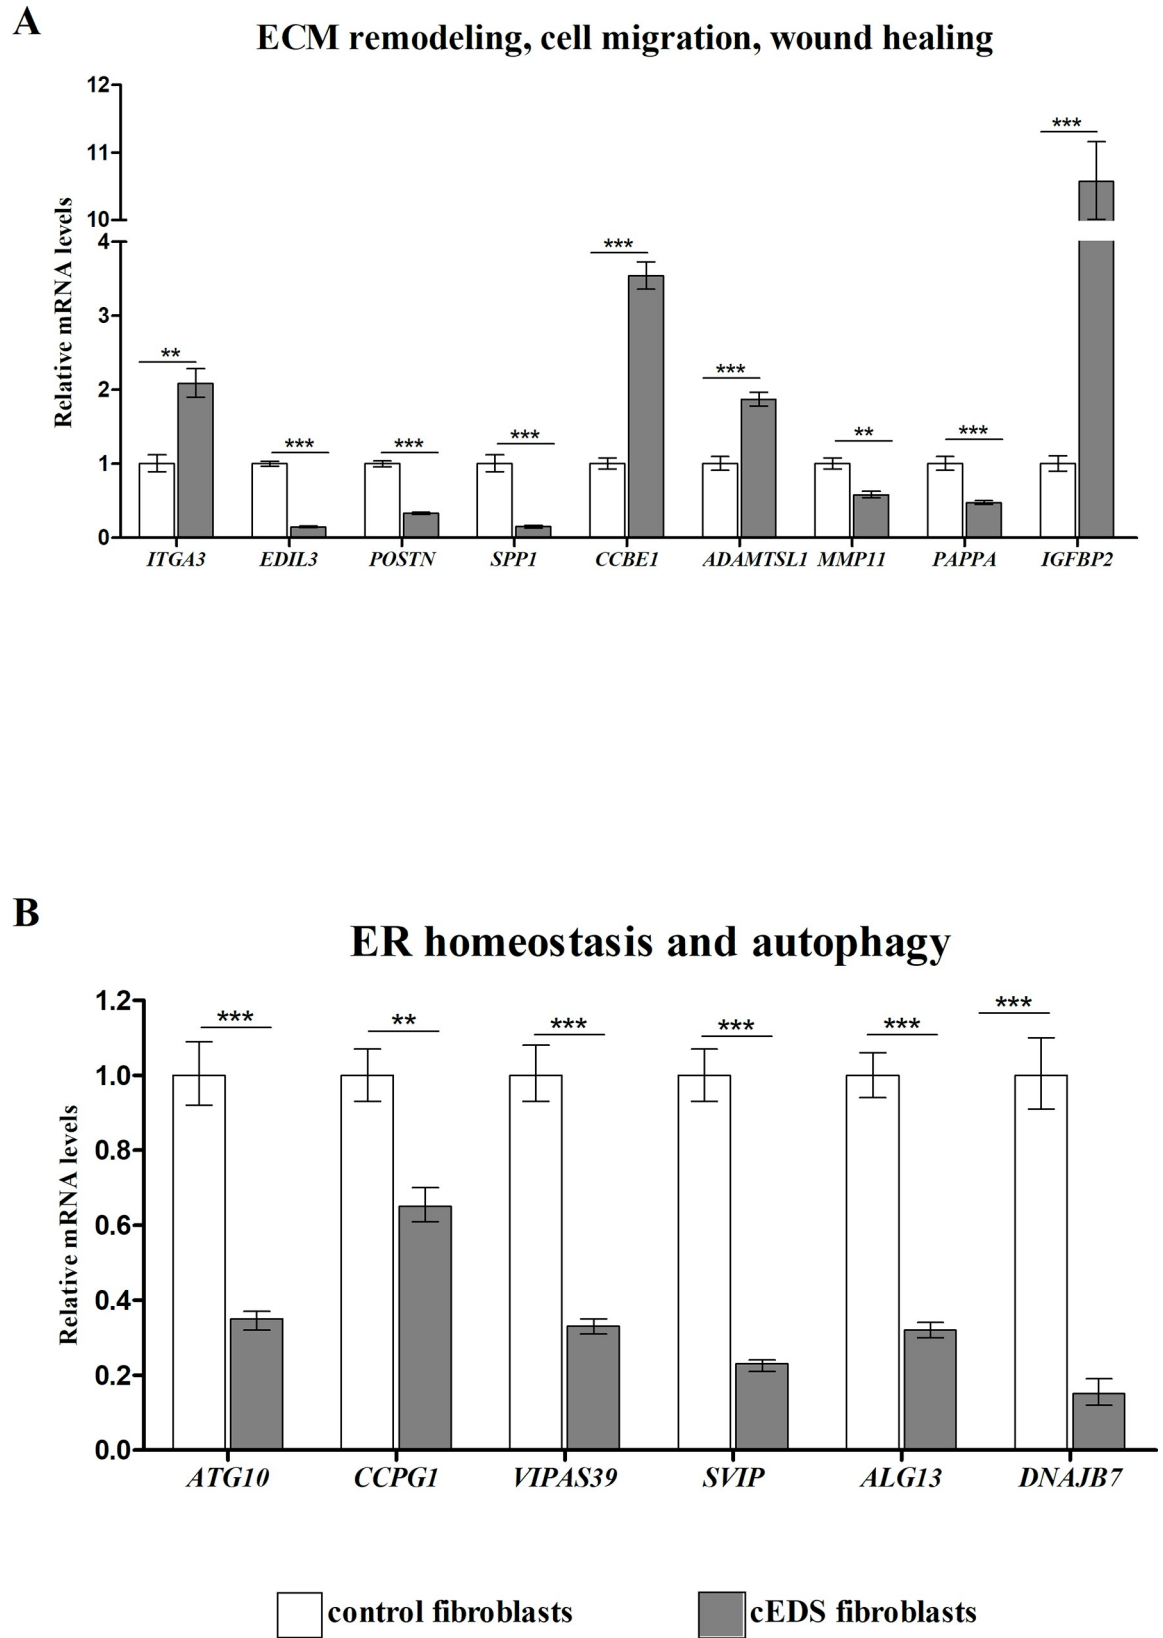 A
ECM remodeling, cell migration, wound healing
Relative mRNA levels
12
11
10
4
3
2
1
0
** *** *** *** *** *** ** *** ***
ITGA3 EDIL3 POSTN SPP1 CCBE1 ADAMTSL1 MMP11 PAPPA IGFBP2
B
ER homeostasis and autophagy
Relative mRNA levels
1.2
1.0
0.8
0.6
0.4
0.2
0.0
*** ** *** *** *** ***
ATG10 CCPG1 VIPAS39 SVIP ALG13 DNAJB7
control fibroblasts cEDS fibroblasts